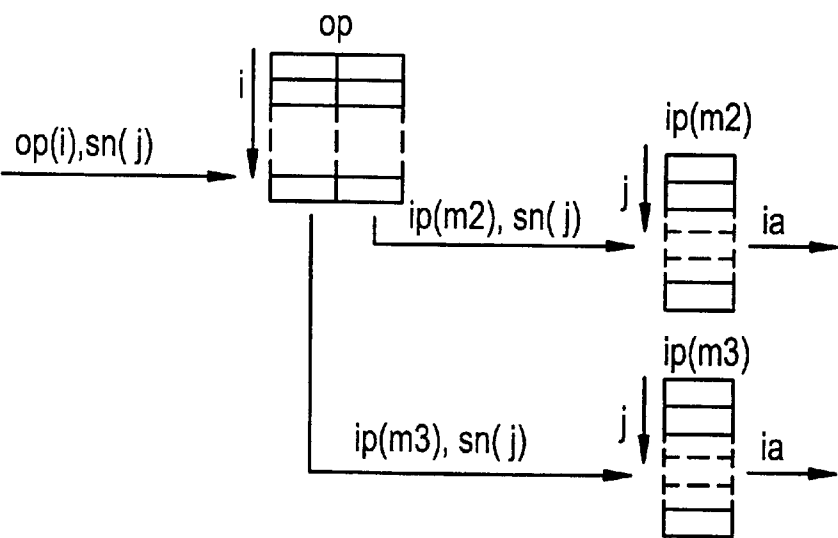 op
i
op(i),sn( j)
ip(m2)
j
ip(m2), sn( j)
ia
ip(m3)
j
ip(m3), sn( j)
ia